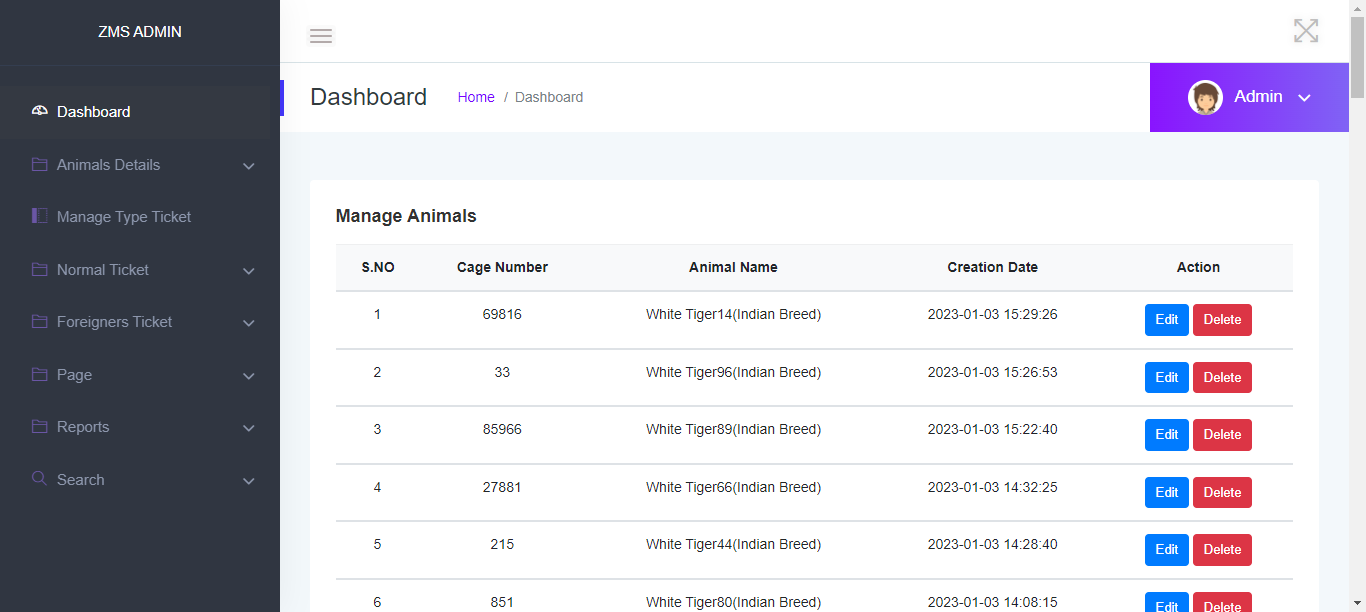 ZMS ADMIN
Dashboard
Animals Details
Manage Type Ticket
Normal Ticket
Foreigners Ticket
Page
Reports
Search
Dashboard Home / Dashboard
Admin
Manage Animals
S.NO Cage Number Animal Name Creation Date Action
1 69816 White Tiger14(Indian Breed) 2023-01-03 15:29:26 Edit Delete
2 33 White Tiger96(Indian Breed) 2023-01-03 15:26:53 Edit Delete
3 85966 White Tiger89(Indian Breed) 2023-01-03 15:22:40 Edit Delete
4 27881 White Tiger66(Indian Breed) 2023-01-03 14:32:25 Edit Delete
5 215 White Tiger44(Indian Breed) 2023-01-03 14:28:40 Edit Delete
6 851 White Tiger80(Indian Breed) 2023-01-03 14:08:15 Edit Delete